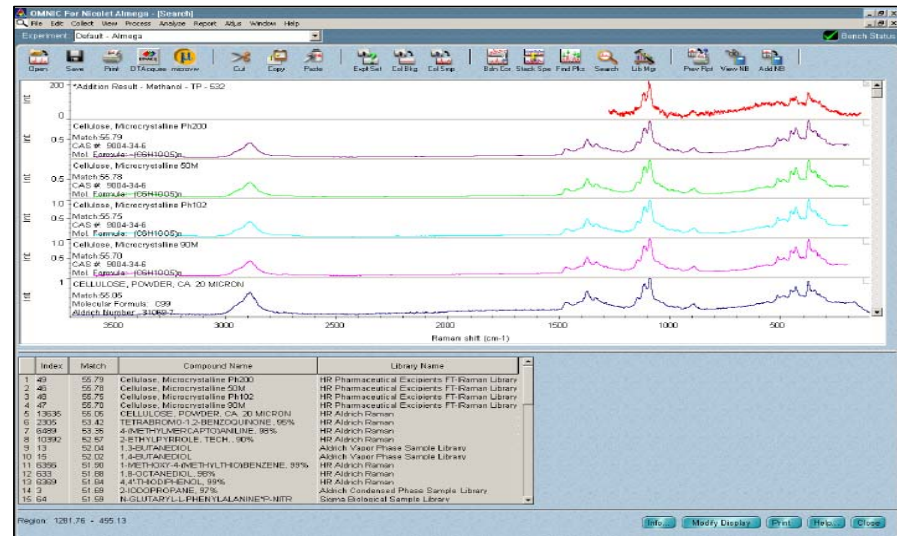 OMNIC For Nicolet Almega - [Search]
File Edit Collect View Process Analyze Report Atlµs Window Help
Experiment: Default - Almega Bench Status
Open Save Print OTAcquires microvie Cut Copy Paste Expt Set Col Bkg Col Smp Bsln Cor Stack Spe Find Pks Search Lib Mgr Prev Rpt View NB Add NB
200 *Addition Result - Methanol - TP - 532
0
Cellulose, Microcrystalline Ph200
0.5 Match:55.79
CAS #: 9004-34-6
Mol. Formula: (C6H10O5)n
Cellulose, Microcrystalline 50M
0.5 Match:55.78
CAS #: 9004-34-6
Mol. Formula: (C6H10O5)n
1.0 Cellulose, Microcrystalline Ph102
0.5 Match:55.75
CAS #: 9004-34-6
Mol. Formula: (C6H10O5)n
1.0 Cellulose, Microcrystalline 90M
0.5 Match:55.70
CAS #: 9004-34-6
Mol. Formula: (C6H10O5)n
1 CELLULOSE, POWDER, CA. 20 MICRON
Match:55.05
Molecular Formula: C99
Aldrich Number: 31069-7
3500 3000 2500 2000 1500 1000 500
Raman shift (cm-1)
Index Match Compound Name Library Name
1 49 55.79 Cellulose, Microcrystalline Ph200 HR Pharmaceutical Excipients FT-Raman Library
2 46 55.78 Cellulose, Microcrystalline 50M HR Pharmaceutical Excipients FT-Raman Library
3 48 55.75 Cellulose, Microcrystalline Ph102 HR Pharmaceutical Excipients FT-Raman Library
4 47 55.70 Cellulose, Microcrystalline 90M HR Pharmaceutical Excipients FT-Raman Library
5 13635 55.05 CELLULOSE, POWDER, CA. 20 MICRON HR Aldrich Raman
6 2305 53.42 TETRABROMO-1,2-BENZOQUINONE, 95% HR Aldrich Raman
7 6489 53.35 4-(METHYLMERCAPTO)ANILINE, 98% HR Aldrich Raman
8 10392 52.57 2-ETHYLPYRROLE, TECH., 90% HR Aldrich Raman
9 13 52.04 1,3-BUTANEDIOL Aldrich Vapor Phase Sample Library
10 15 52.02 1,4-BUTANEDIOL Aldrich Vapor Phase Sample Library
11 6355 51.90 1-METHOXY-4-(METHYLTHIO)BENZENE, 99% HR Aldrich Raman
12 633 51.88 1,8-OCTANEDIOL, 98% HR Aldrich Raman
13 6369 51.84 4,4'-THIODIPHENOL, 99% HR Aldrich Raman
14 3 51.69 2-IODOPROPANE, 97% Aldrich Condensed Phase Sample Library
15 64 51.59 N-GLUTARYL-L-PHENYLALANINE*P-NITR Sigma Biological Sample Library
Region: 1281.76 - 455.13 Info... Modify Display Print Help... Close